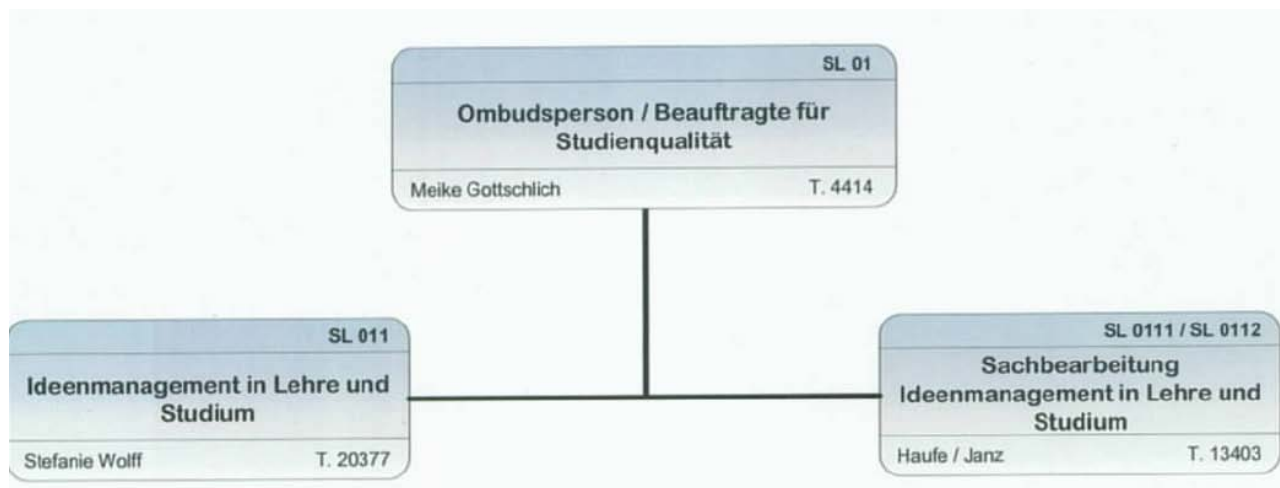 SL 01
Ombudsperson / Beauftragte für
Studienqualität
Meike Gottschlich T. 4414
SL 011
Ideenmanagement in Lehre und
Studium
Stefanie Wolff T. 20377
SL 0111 / SL 0112
Sachbearbeitung
Ideenmanagement in Lehre und
Studium
Haufe / Janz T. 13403